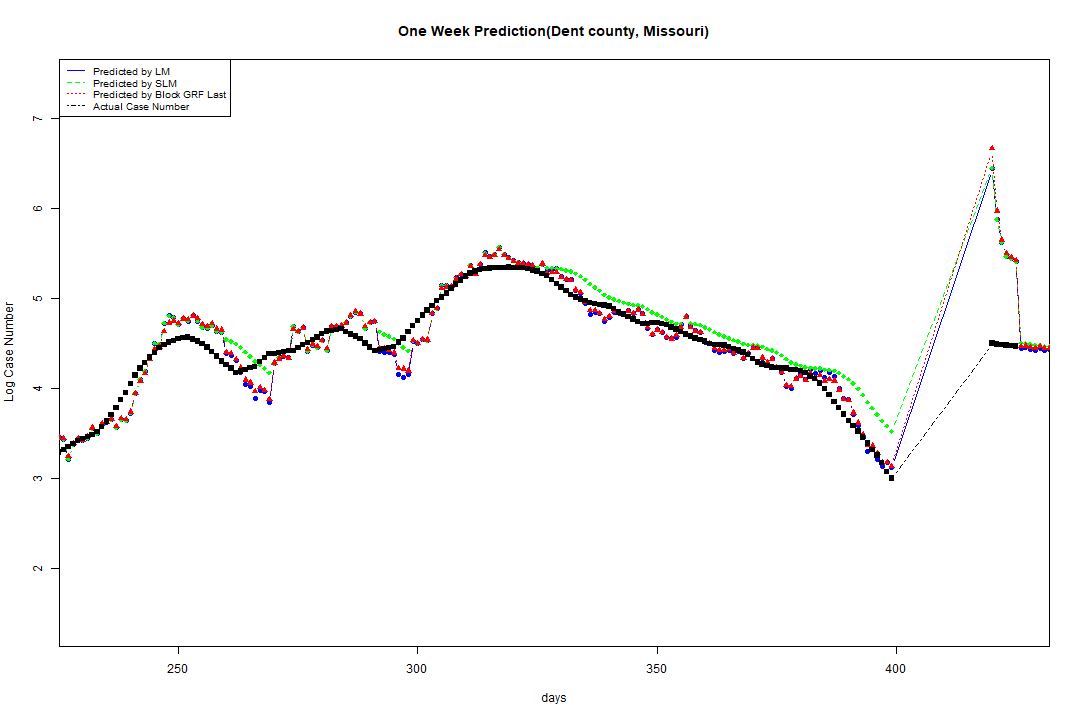 One Week Prediction(Dent county, Missouri)
Predicted by LM
Predicted by SLM
Predicted by Block GRF Last
Actual Case Number
7
6
5
4
3
2
Log Case Number
250
300
350
400
days